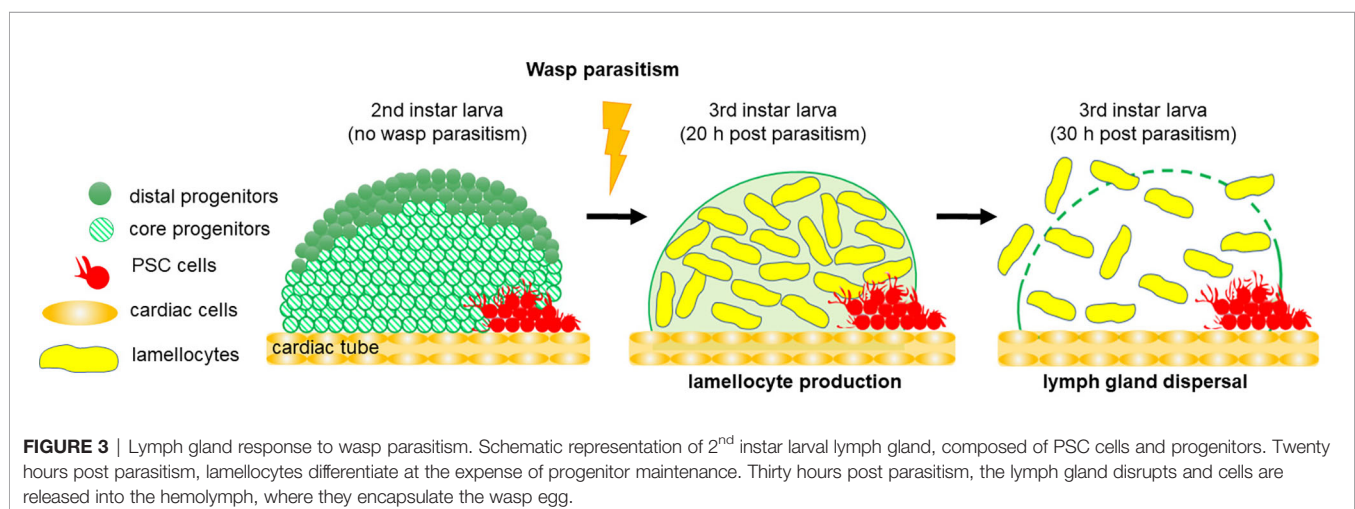 Wasp parasitism
2nd instar larva
(no wasp parasitism)
3rd instar larva
(20 h post parasitism)
3rd instar larva
(30 h post parasitism)
distal progenitors
core progenitors
PSC cells
cardiac cells
lamellocytes
cardiac tube
lamellocyte production
lymph gland dispersal
FIGURE 3 | Lymph gland response to wasp parasitism. Schematic representation of 2nd instar larval lymph gland, composed of PSC cells and progenitors. Twenty
hours post parasitism, lamellocytes differentiate at the expense of progenitor maintenance. Thirty hours post parasitism, the lymph gland disrupts and cells are
released into the hemolymph, where they encapsulate the wasp egg.